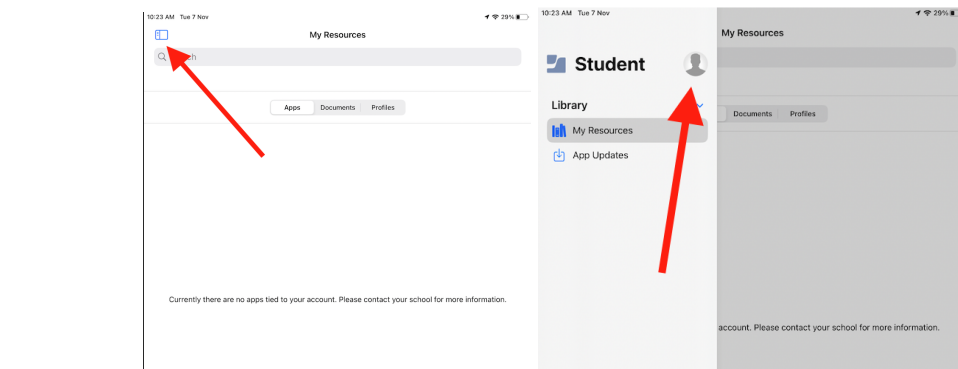 10:23 AM Tue 7 Nov
29%
My Resources
Apps Documents Profiles
Currently there are no apps tied to your account. Please contact your school for more information.
10:23 AM Tue 7 Nov
29%
My Resources
Student
Library
Documents Profiles
My Resources
App Updates
account. Please contact your school for more information.